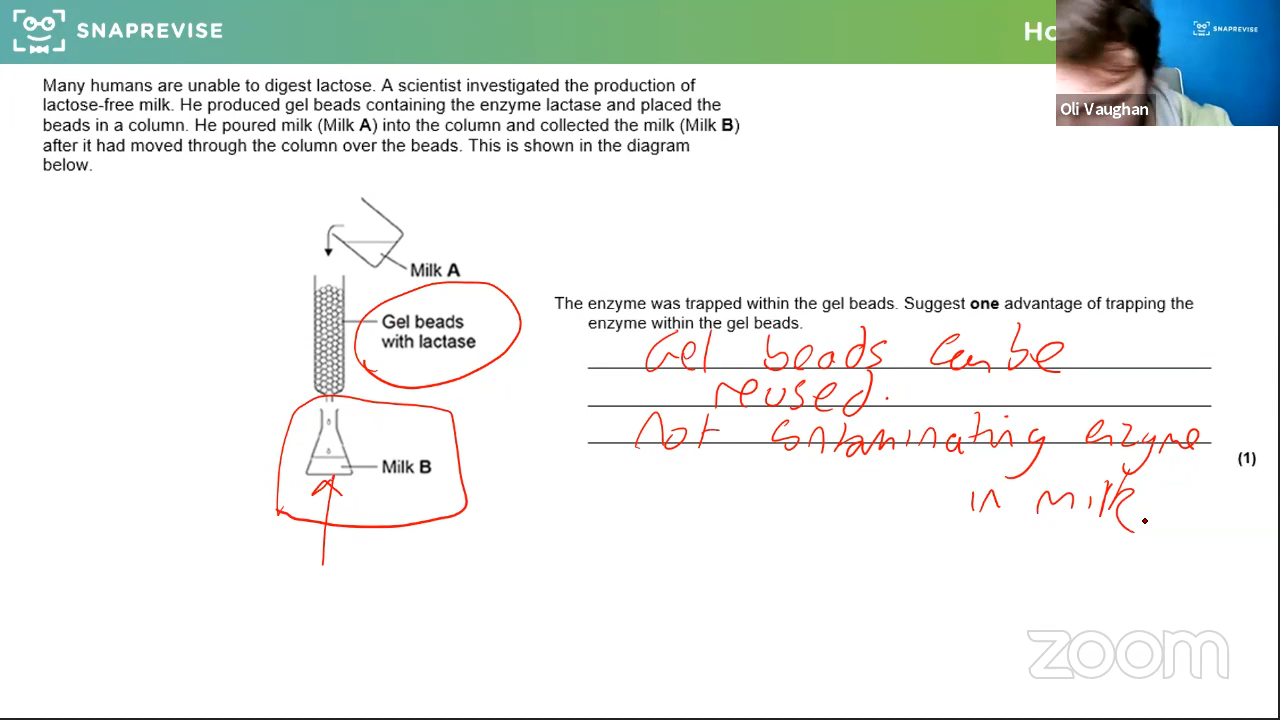 SNAPREVISE
Ho
SNAPREVISE
Oli Vaughan
Many humans are unable to digest lactose. A scientist investigated the production of
lactose-free milk. He produced gel beads containing the enzyme lactase and placed the
beads in a column. He poured milk (Milk A) into the column and collected the milk (Milk B)
after it had moved through the column over the beads. This is shown in the diagram
below.
Milk A
Gel beads
with lactase
Milk B
The enzyme was trapped within the gel beads. Suggest one advantage of trapping the
enzyme within the gel beads.
Gel beads can be
reused.
Not contaminating enzyme
in milk
(1)
zoom